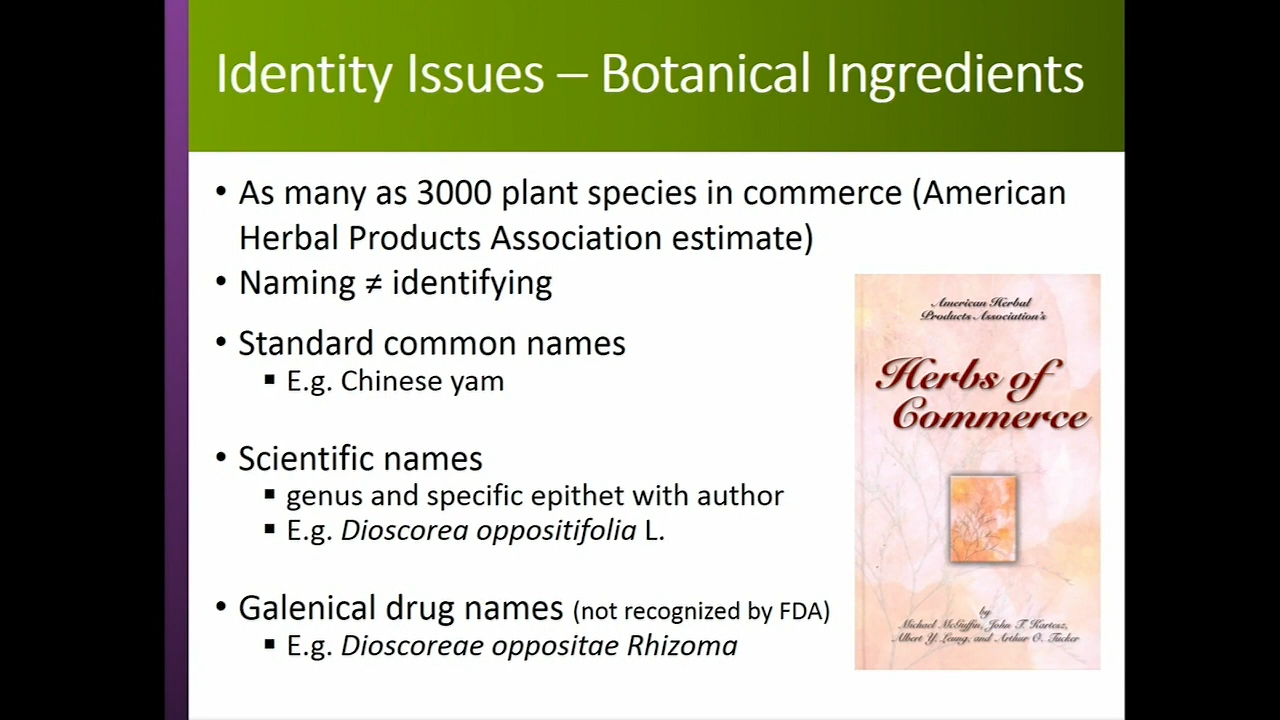 Identity Issues – Botanical Ingredients
• As many as 3000 plant species in commerce (American
Herbal Products Association estimate)
• Naming ≠ identifying
• Standard common names
▪ E.g. Chinese yam
• Scientific names
▪ genus and specific epithet with author
▪ E.g. Dioscorea oppositifolia L.
• Galenical drug names (not recognized by FDA)
▪ E.g. Dioscoreae oppositae Rhizoma
American Herbal
Products Association's
Herbs of
Commerce
by
Michael McGuffin, John T. Kartesz,
Albert Y. Leung, and Arthur O. Tucker